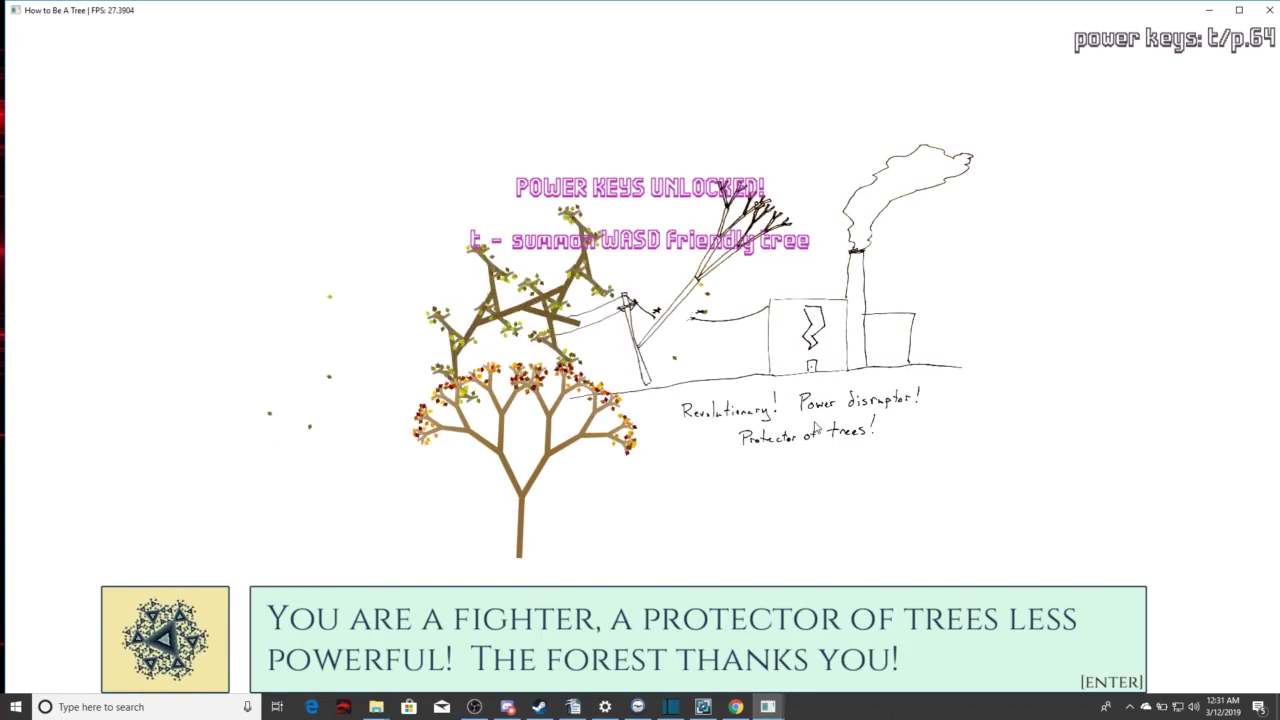 How to Be A Tree | FPS: 27.3904
power keys: t/p.64
POWER KEYS UNLOCKED!
t - summon WASD friendly tree
Revolutionary! Power disruptor!
Protector of trees!
YOU ARE A FIGHTER, A PROTECTOR OF TREES LESS
POWERFUL! THE FOREST THANKS YOU!
[ENTER]
Type here to search
12:31 AM
3/12/2019
5